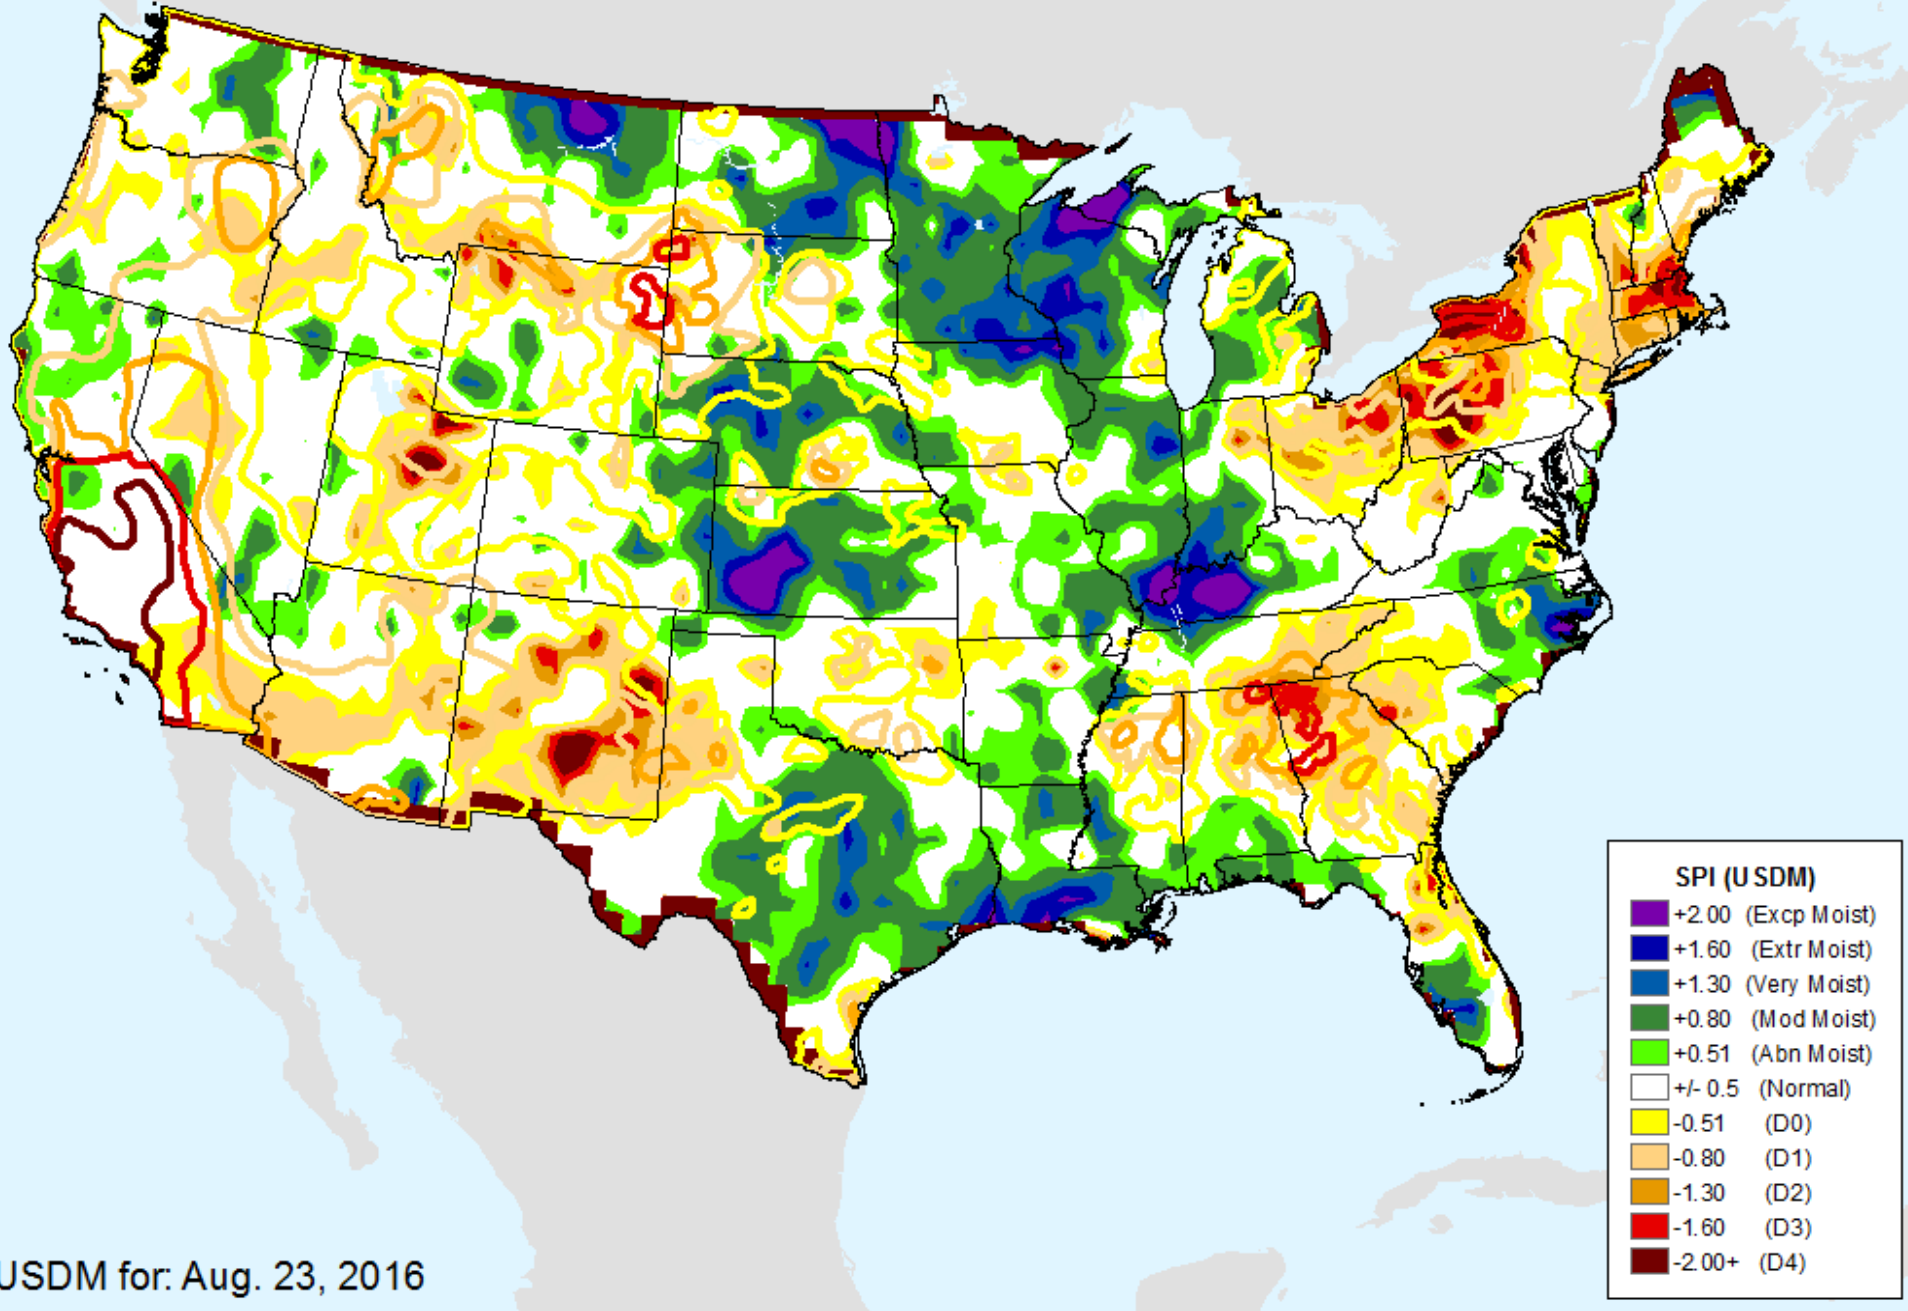 SPI (USDM)
+2.00 (Excp Moist)
+1.60 (Extr Moist)
+1.30 (Very Moist)
+0.80 (Mod Moist)
+0.51 (Abn Moist)
+/- 0.5 (Normal)
-0.51 (D0)
-0.80 (D1)
-1.30 (D2)
-1.60 (D3)
-2.00+ (D4)
USDM for: Aug. 23, 2016